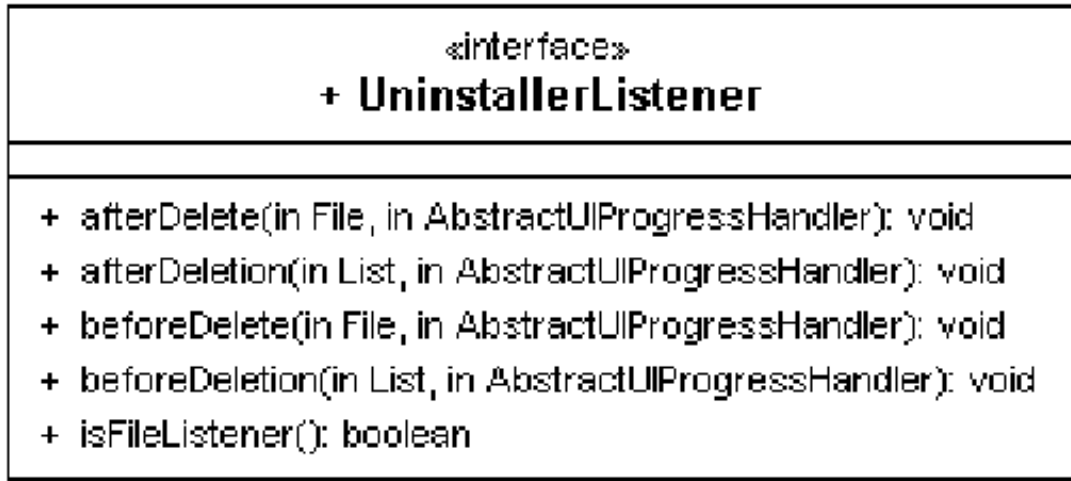 «interface»
+ UninstallerListener
+ afterDelete(in File, in AbstractUIProgressHandler): void
+ afterDeletion(in List, in AbstractUIProgressHandler): void
+ beforeDelete(in File, in AbstractUIProgressHandler): void
+ beforeDeletion(in List, in AbstractUIProgressHandler): void
+ isFileListener(): boolean